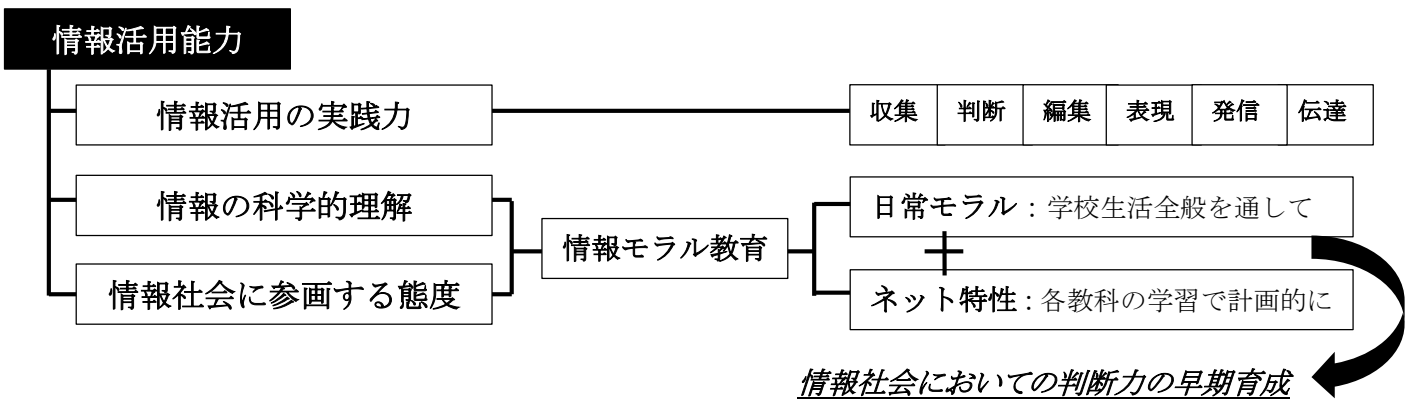 情報活用能力
情報活用の実践力
収集 判断 編集 表現 発信 伝達
情報の科学的理解
情報社会に参画する態度
情報モラル教育
日常モラル：学校生活全般を通して
＋
ネット特性：各教科の学習で計画的に
情報社会においての判断力の早期育成